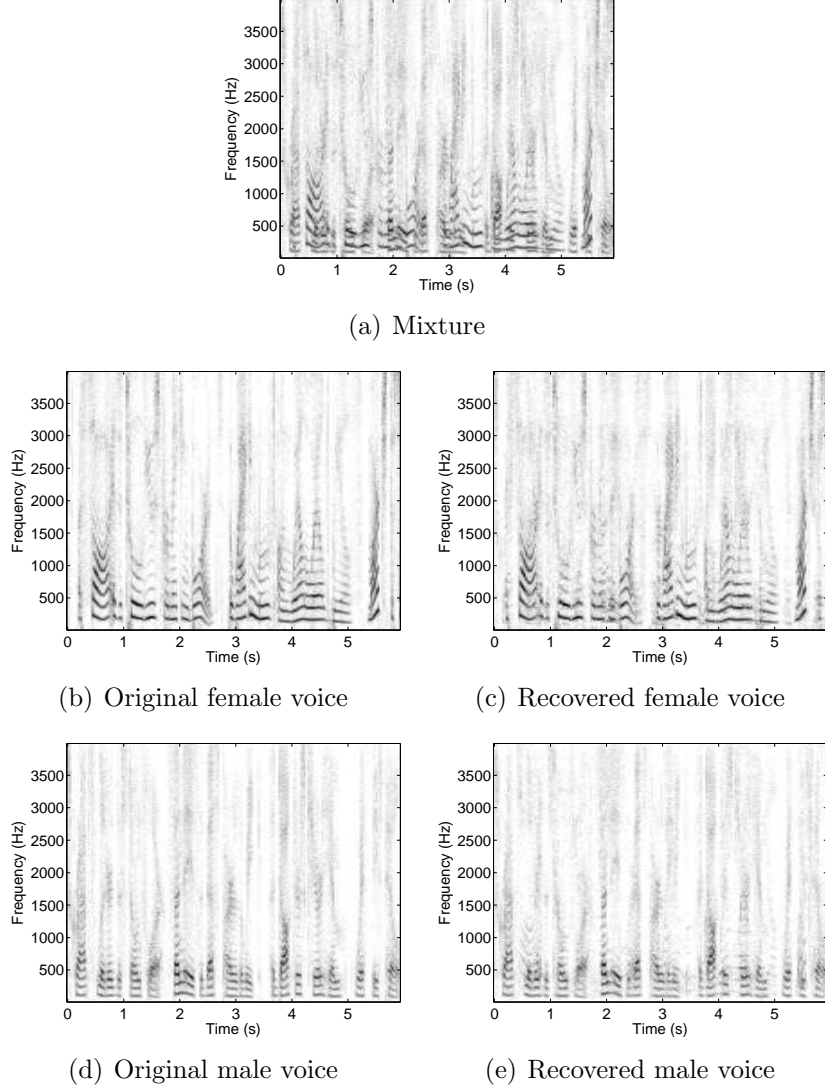 3500
3000
2500
2000
1500
1000
500
Frequency (Hz)
0 1 2 3 4 5
Time (s)
(a) Mixture
3500
3000
2500
2000
1500
1000
500
Frequency (Hz)
0 1 2 3 4 5
Time (s)
(b) Original female voice
3500
3000
2500
2000
1500
1000
500
Frequency (Hz)
0 1 2 3 4 5
Time (s)
(c) Recovered female voice
3500
3000
2500
2000
1500
1000
500
Frequency (Hz)
0 1 2 3 4 5
Time (s)
(d) Original male voice
3500
3000
2500
2000
1500
1000
500
Frequency (Hz)
0 1 2 3 4 5
Time (s)
(e) Recovered male voice